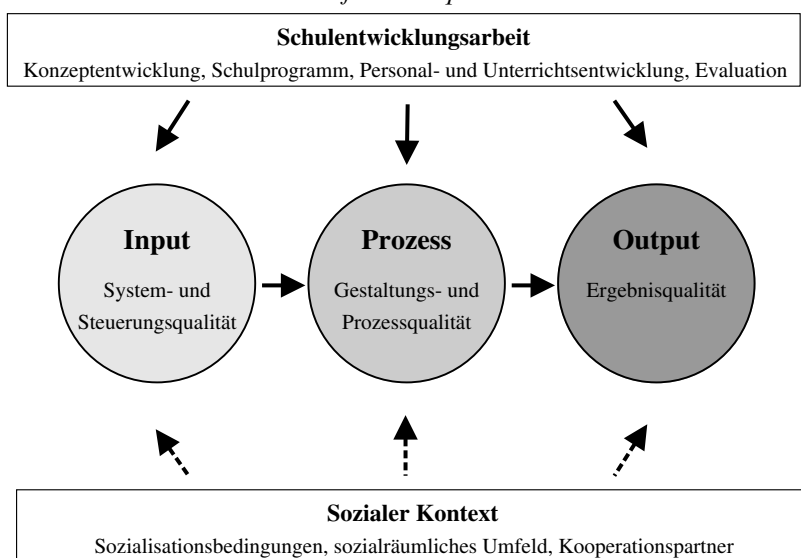 Schulentwicklungsarbeit
Konzeptentwicklung, Schulprogramm, Personal- und Unterrichtsentwicklung, Evaluation
Input
System- und
Steuerungsqualität
Prozess
Gestaltungs- und
Prozessqualität
Output
Ergebnisqualität
Sozialer Kontext
Sozialisationsbedingungen, sozialräumliches Umfeld, Kooperationspartner